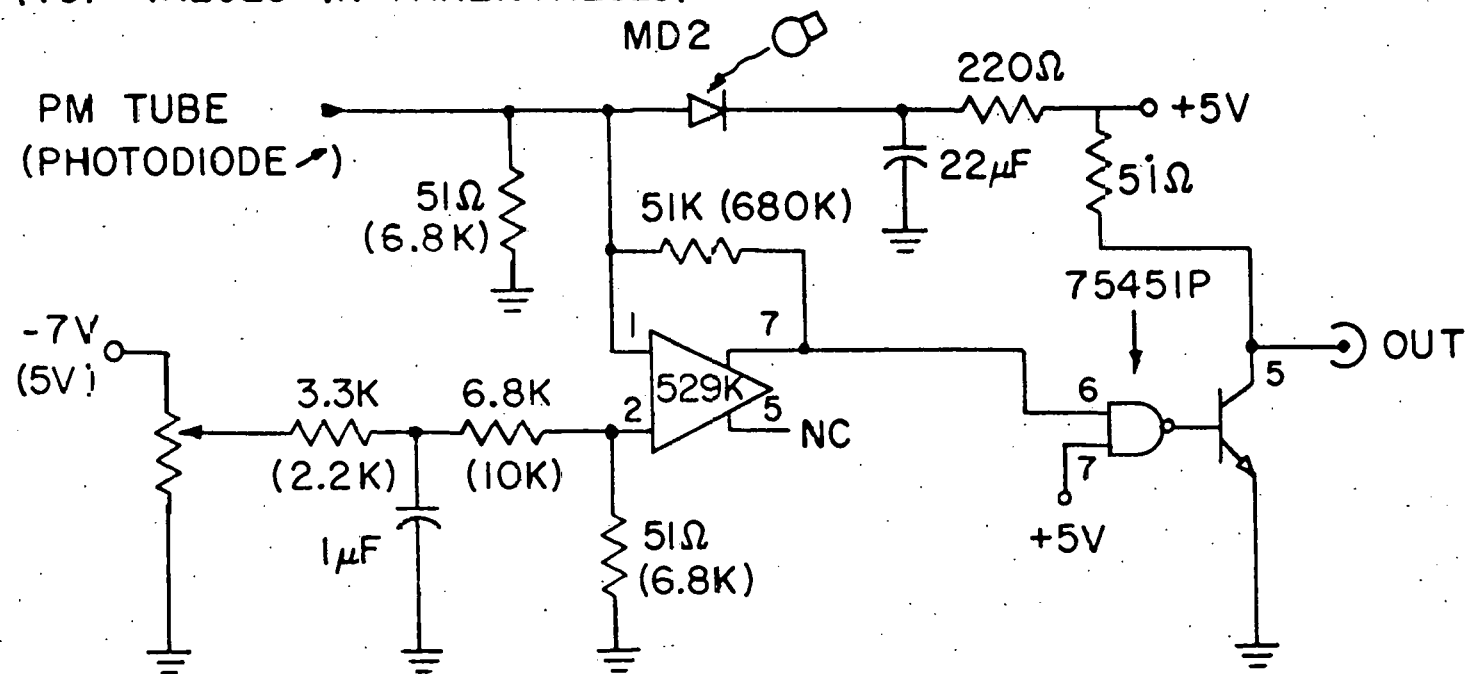 MD2
220Ω
PM TUBE
(PHOTODIODE
)
+5V
22μF
51Ω
51Ω
(6.8K)
51K (680K)
75451P
-7V
(5V)
1
7
529K
OUT
5
3.3K
6.8K
2
5
NC
6
(2.2K)
(10K)
7
+5V
1μF
51Ω
(6.8K)